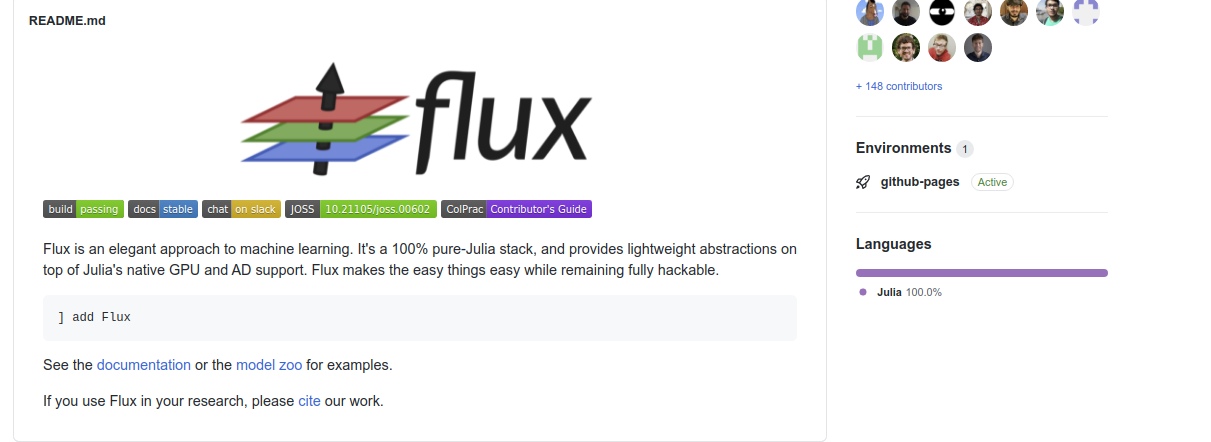 README.md
flux
build passing docs stable chat on slack JOSS 10.21105/joss.00602 ColPrac Contributor's Guide
Flux is an elegant approach to machine learning. It's a 100% pure-Julia stack, and provides lightweight abstractions on
top of Julia's native GPU and AD support. Flux makes the easy things easy while remaining fully hackable.
] add Flux
See the documentation or the model zoo for examples.
If you use Flux in your research, please cite our work.
+ 148 contributors
Environments 1
github-pages Active
Languages
Julia 100.0%